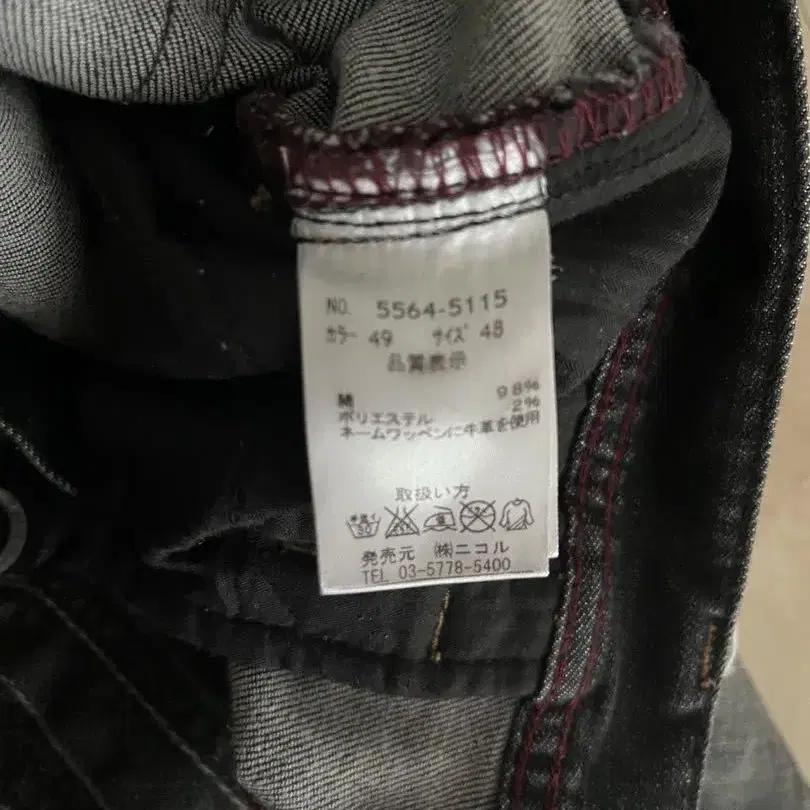 NO. 5564-5115
カラー 49 サイズ 48
品質表示
綿 98%
ポリエステル 2%
ネームワッペンに牛革を使用
取扱い方
30
発売元 ㈱ニコル
TEL 03-5778-5400